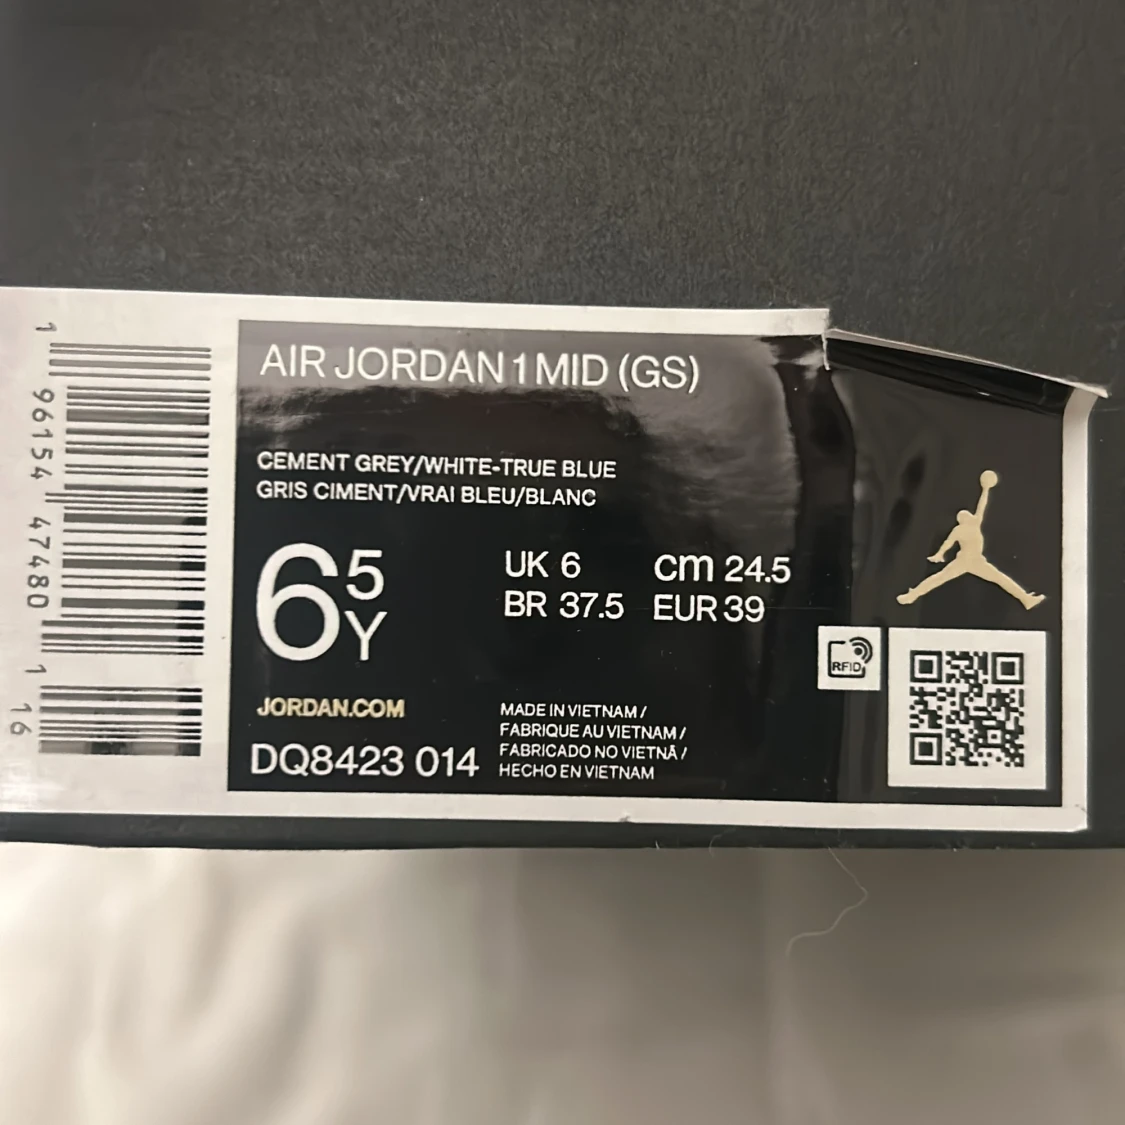 1 96154 47480 1 16
AIR JORDAN 1 MID (GS)
CEMENT GREY/WHITE-TRUE BLUE
GRIS CIMENT/VRAI BLEU/BLANC
6 5 Y
UK 6 cm 24.5
BR 37.5 EUR 39
RFID
JORDAN.COM
DQ8423 014
MADE IN VIETNAM /
FABRIQUE AU VIETNAM /
FABRICADO NO VIETNÃ /
HECHO EN VIETNAM